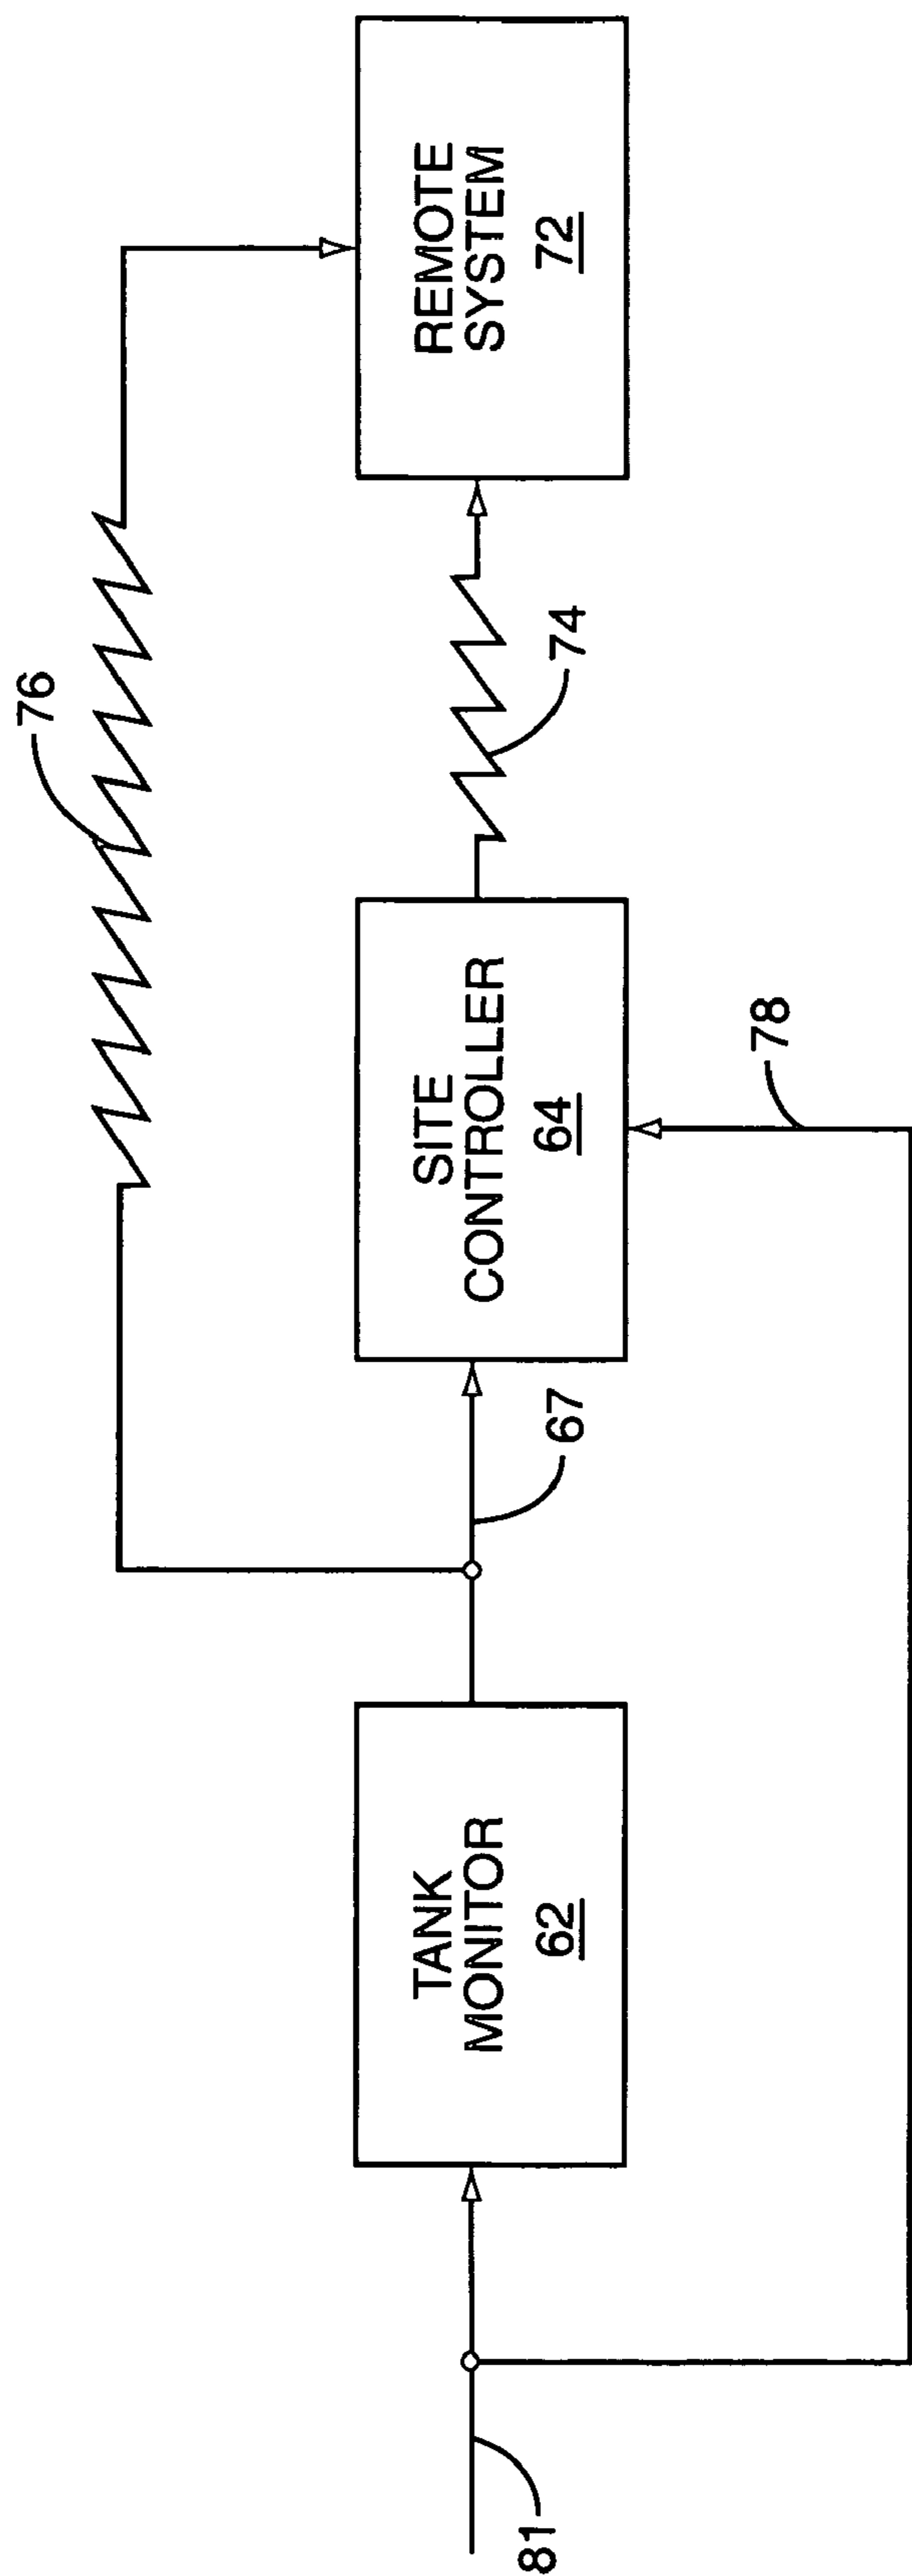 76
REMOTE
SYSTEM
72
74
SITE
CONTROLLER
64
67
78
TANK
MONITOR
62
81